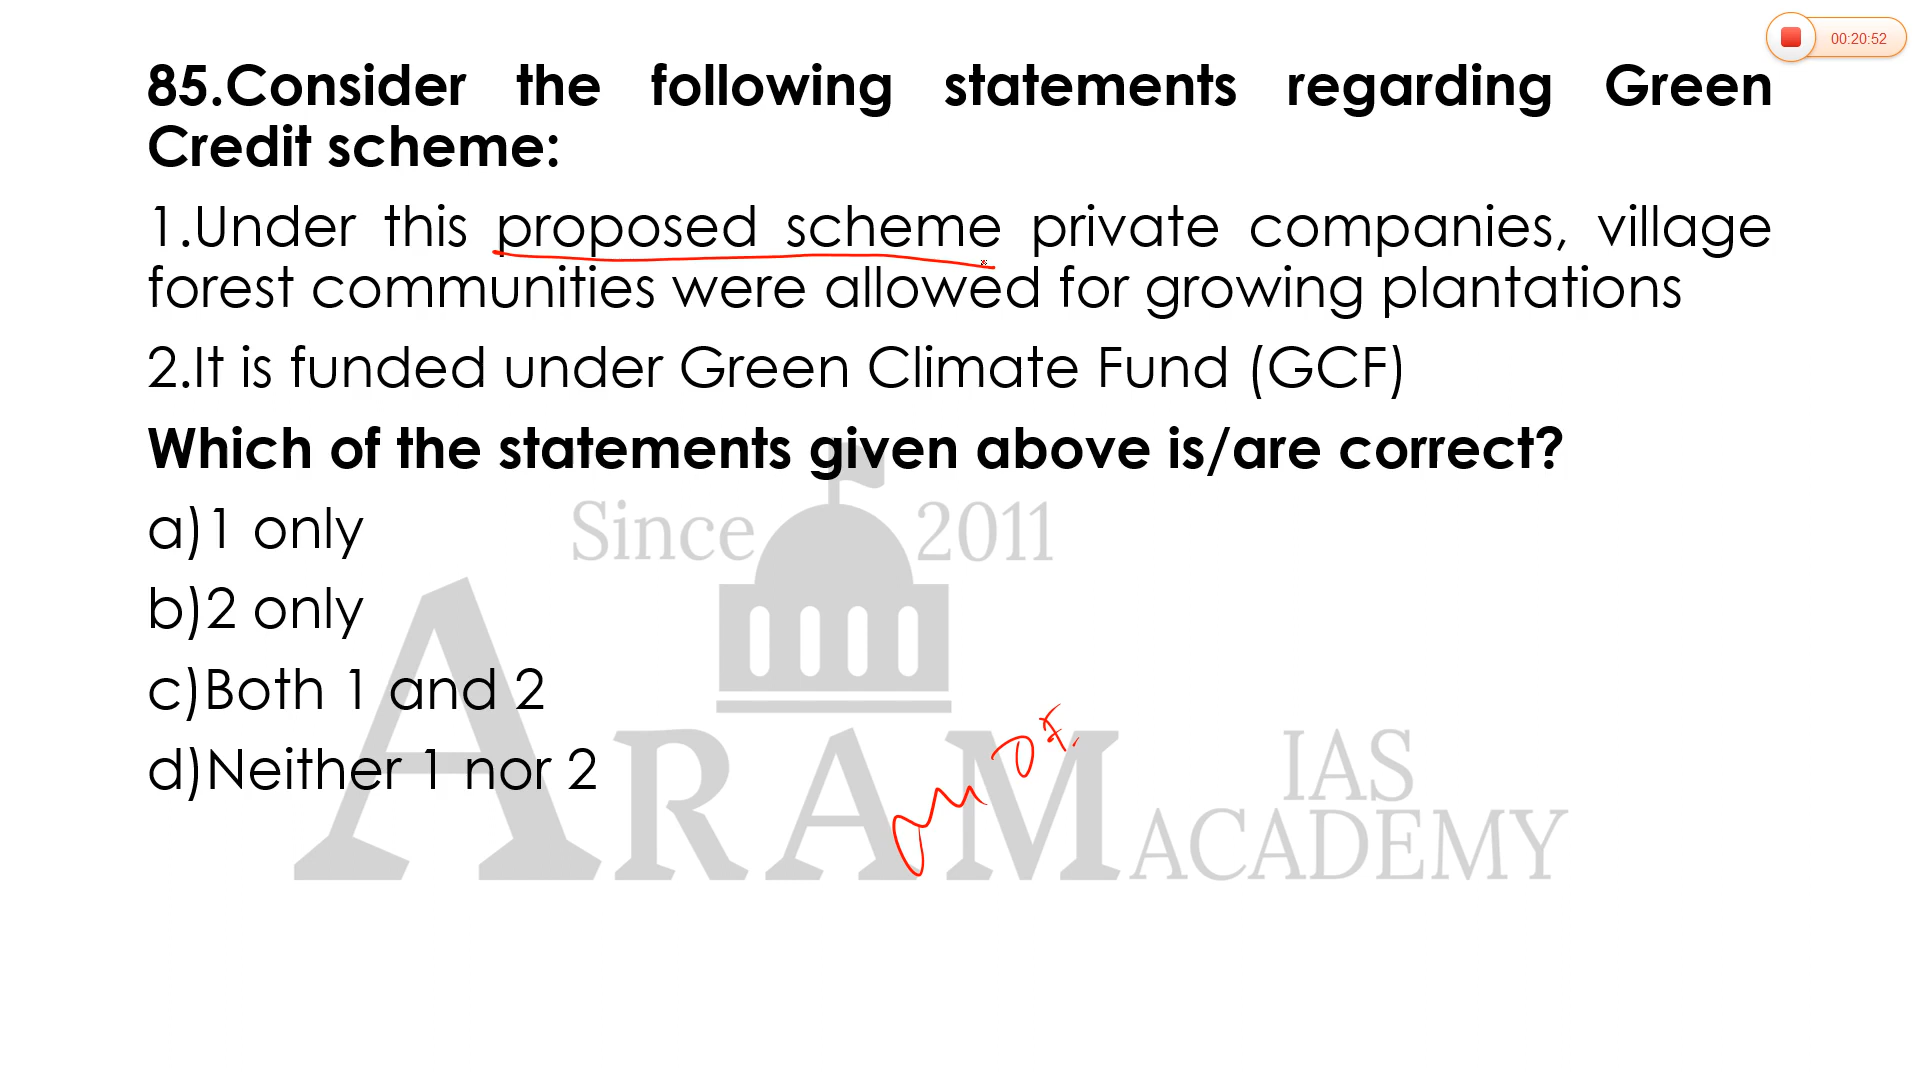 00:20:52
85.Consider the following statements regarding Green
Credit scheme:
1.Under this proposed scheme private companies, village
forest communities were allowed for growing plantations
2.It is funded under Green Climate Fund (GCF)
Which of the statements given above is/are correct?
Since 2011
a)1 only
b)2 only
c)Both 1 and 2
d)Neither 1 nor 2
ARAM IAS
ACADEMY